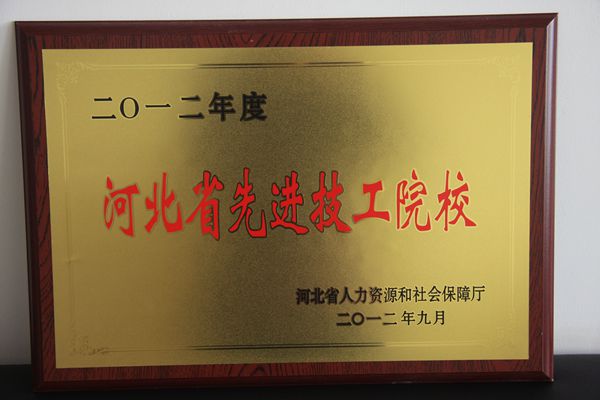 二〇一二年度
河北省先进技工院校
河北省人力资源和社会保障厅
二〇一二年九月